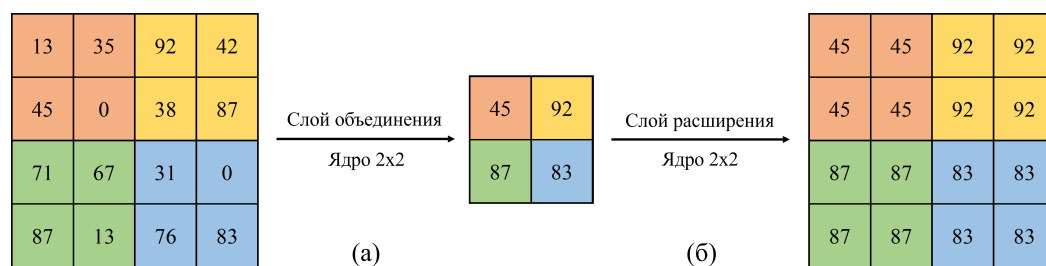 13 35 92 42
45 0 38 87
71 67 31 0
87 13 76 83
Слой объединения
Ядро 2x2
(а)
45 92
87 83
Слой расширения
Ядро 2x2
(б)
45 45 92 92
45 45 92 92
87 87 83 83
87 87 83 83